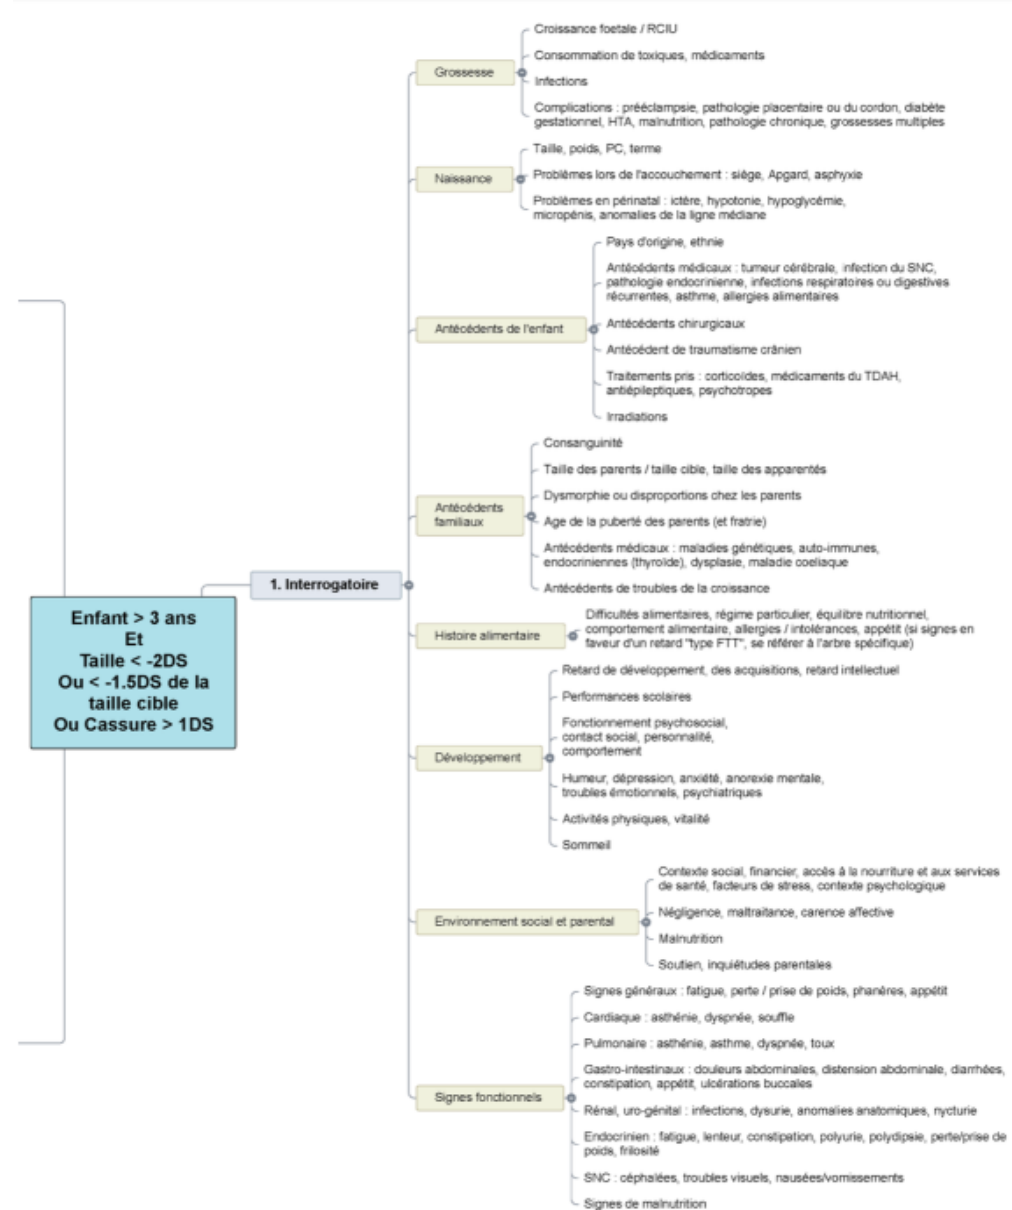 Croissance foetale / RCIU
Consommation de toxiques, médicaments
Grossesse
Infections
Complications : prééclampsie, pathologie placentaire ou du cordon, diabète
gestationnel, HTA, malnutrition, pathologie chronique, grossesses multiples
Taille, poids, PC, terme
Naissance
Problèmes lors de l'accouchement : siège, Apgard, asphyxie
Problèmes en périnatal : ictère, hypotonie, hypoglycémie,
micropénis, anomalies de la ligne médiane
Pays d'origine, ethnie
Antécédents médicaux : tumeur cérébrale, infection du SNC,
pathologie endocrinienne, infections respiratoires ou digestives
récurrentes, asthme, allergies alimentaires
Antécédents de l'enfant
Antécédents chirurgicaux
Antécédent de traumatisme crânien
Traitements pris : corticoïdes, médicaments du TDAH,
antiépileptiques, psychotropes
Irradiations
Consanguinité
Taille des parents / taille cible, taille des apparentés
Dysmorphie ou disproportions chez les parents
Antécédents
familiaux
Age de la puberté des parents (et fratrie)
Antécédents médicaux : maladies génétiques, auto-immunes,
endocriniennes (thyroïde), dysplasie, maladie coeliaque
Antécédents de troubles de la croissance
1. Interrogatoire
Enfant > 3 ans
Et
Taille < -2DS
Ou < -1.5DS de la
taille cible
Ou Cassure > 1DS
Histoire alimentaire
Difficultés alimentaires, régime particulier, équilibre nutritionnel,
comportement alimentaire, allergies / intolérances, appétit (si signes en
faveur d'un retard "type FTT", se référer à l'arbre spécifique)
Retard de développement, des acquisitions, retard intellectuel
Performances scolaires
Fonctionnement psychosocial,
contact social, personnalité,
comportement
Développement
Humeur, dépression, anxiété, anorexie mentale,
troubles émotionnels, psychiatriques
Activités physiques, vitalité
Sommeil
Contexte social, financier, accès à la nourriture et aux services
de santé, facteurs de stress, contexte psychologique
Environnement social et parental
Négligence, maltraitance, carence affective
Malnutrition
Soutien, inquiétudes parentales
Signes généraux : fatigue, perte / prise de poids, phanères, appétit
Cardiaque : asthénie, dyspnée, souffle
Pulmonaire : asthénie, asthme, dyspnée, toux
Gastro-intestinaux : douleurs abdominales, distension abdominale, diarrhées,
constipation, appétit, ulcérations buccales
Signes fonctionnels
Rénal, uro-génital : infections, dysurie, anomalies anatomiques, nycturie
Endocrinien : fatigue, lenteur, constipation, polyurie, polydipsie, perte/prise de
poids, frilosité
SNC : céphalées, troubles visuels, nausées/vomissements
Signes de malnutrition